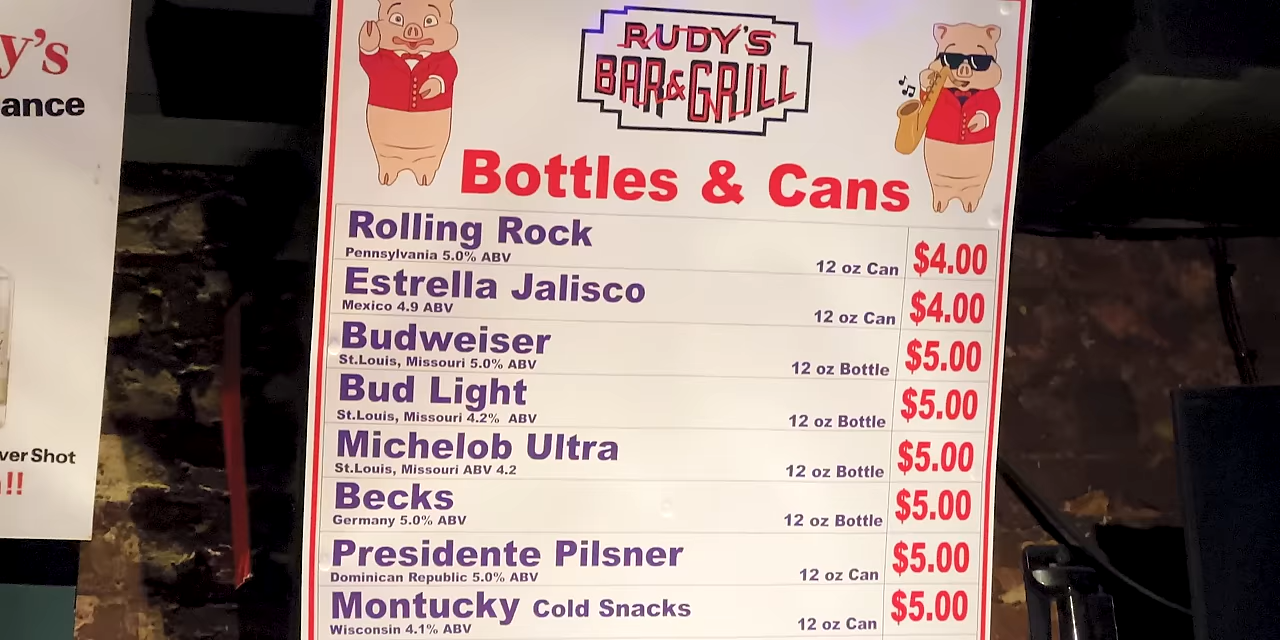 y's
ance
ver Shot
!!
RUDY'S
BAR & GRILL
Bottles & Cans
Rolling Rock
Pennsylvania 5.0% ABV 12 oz Can $4.00
Estrella Jalisco
Mexico 4.9 ABV 12 oz Can $4.00
Budweiser
St.Louis, Missouri 5.0% ABV 12 oz Bottle $5.00
Bud Light
St.Louis, Missouri 4.2% ABV 12 oz Bottle $5.00
Michelob Ultra
St.Louis, Missouri ABV 4.2 12 oz Bottle $5.00
Becks
Germany 5.0% ABV 12 oz Bottle $5.00
Presidente Pilsner
Dominican Republic 5.0% ABV 12 oz Can $5.00
Montucky Cold Snacks
Wisconsin 4.1% ABV 12 oz Can $5.00